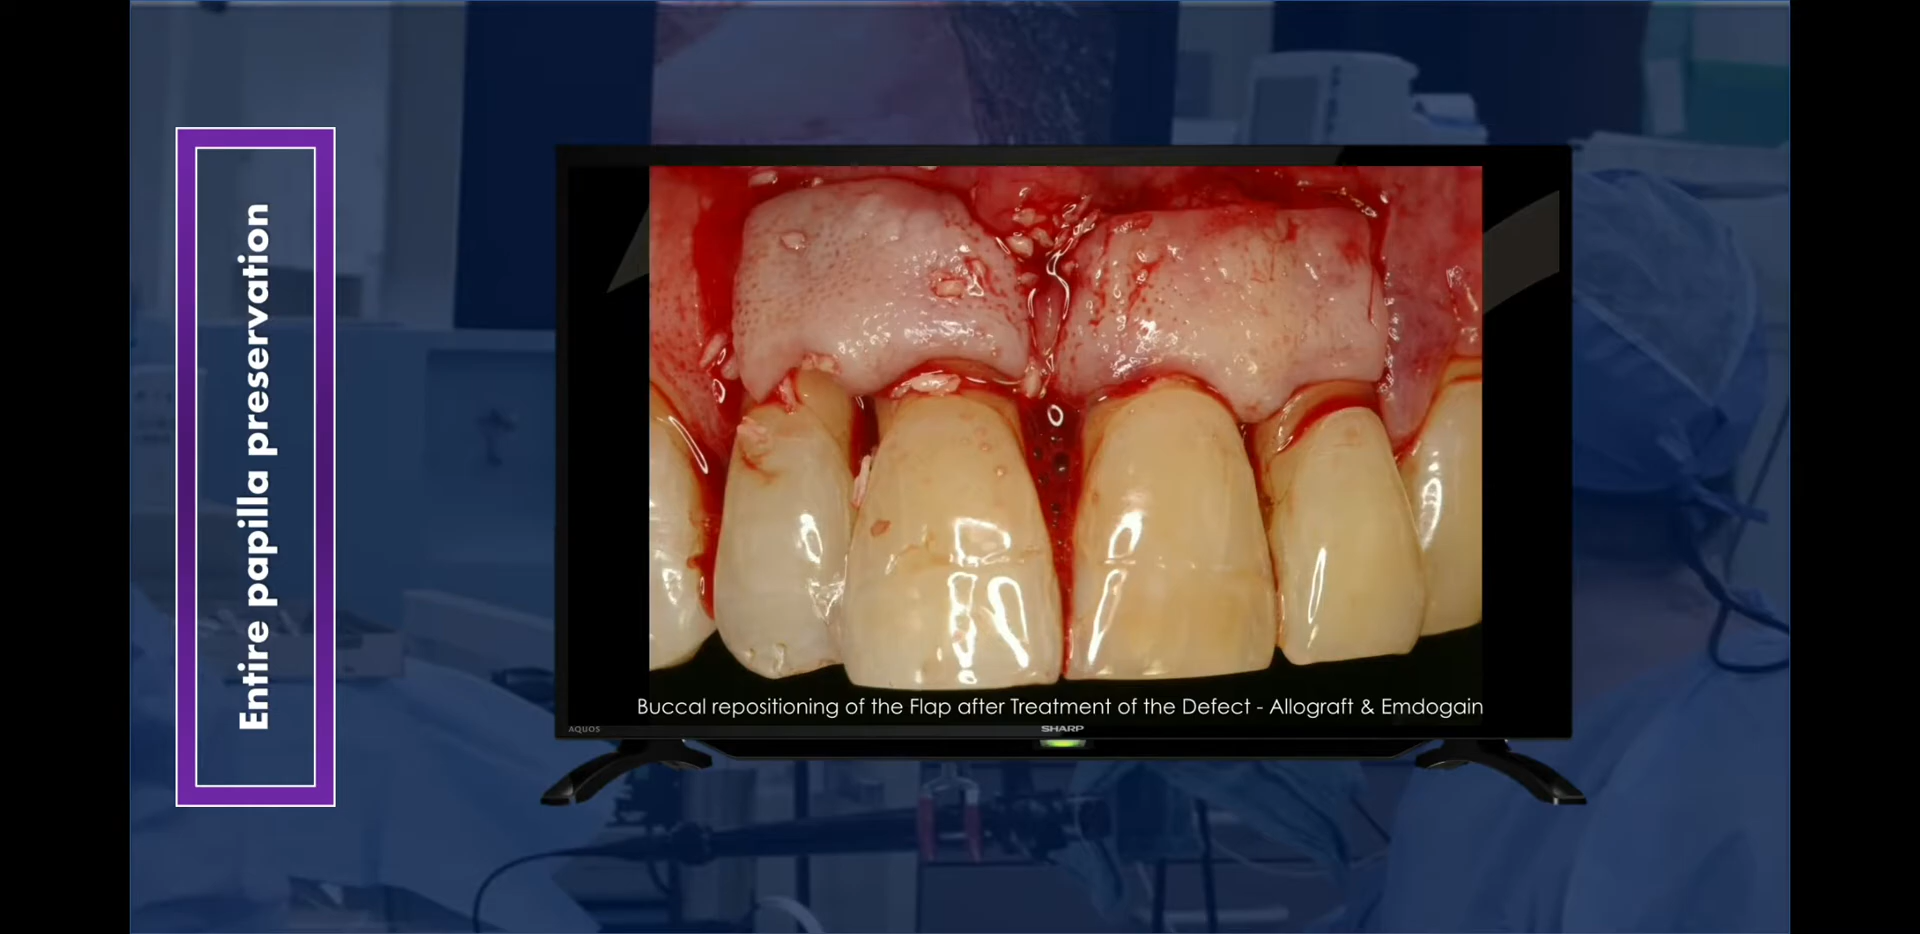 Entire papilla preservation
Buccal repositioning of the Flap after Treatment of the Defect - Allograft & Emdogain
AQUOS
SHARP